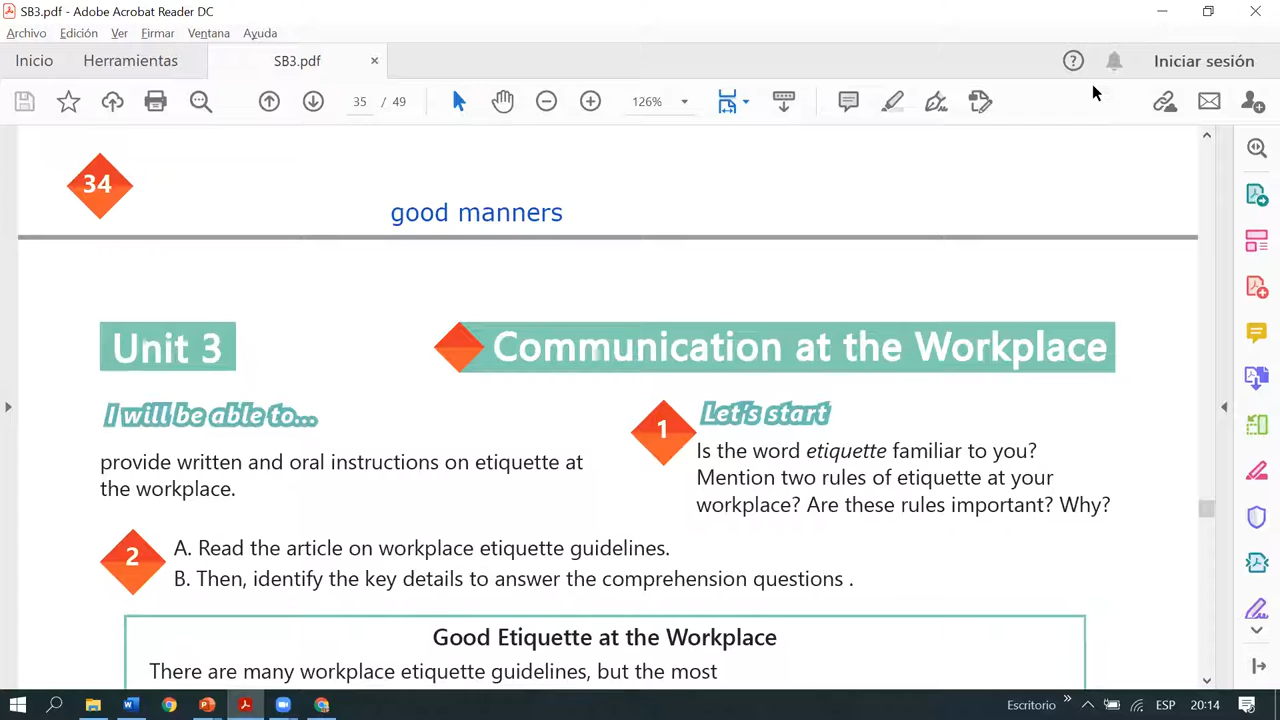 SB3.pdf - Adobe Acrobat Reader DC
Archivo Edición Ver Firmar Ventana Ayuda
Inicio Herramientas SB3.pdf × Iniciar sesión
35 / 49 126%
34
good manners
Unit 3
Communication at the Workplace
I will be able to...
provide written and oral instructions on etiquette at
the workplace.
1
Let's start
Is the word etiquette familiar to you?
Mention two rules of etiquette at your
workplace? Are these rules important? Why?
2
A. Read the article on workplace etiquette guidelines.
B. Then, identify the key details to answer the comprehension questions .
Good Etiquette at the Workplace
There are many workplace etiquette guidelines, but the most
Escritorio » ESP 20:14